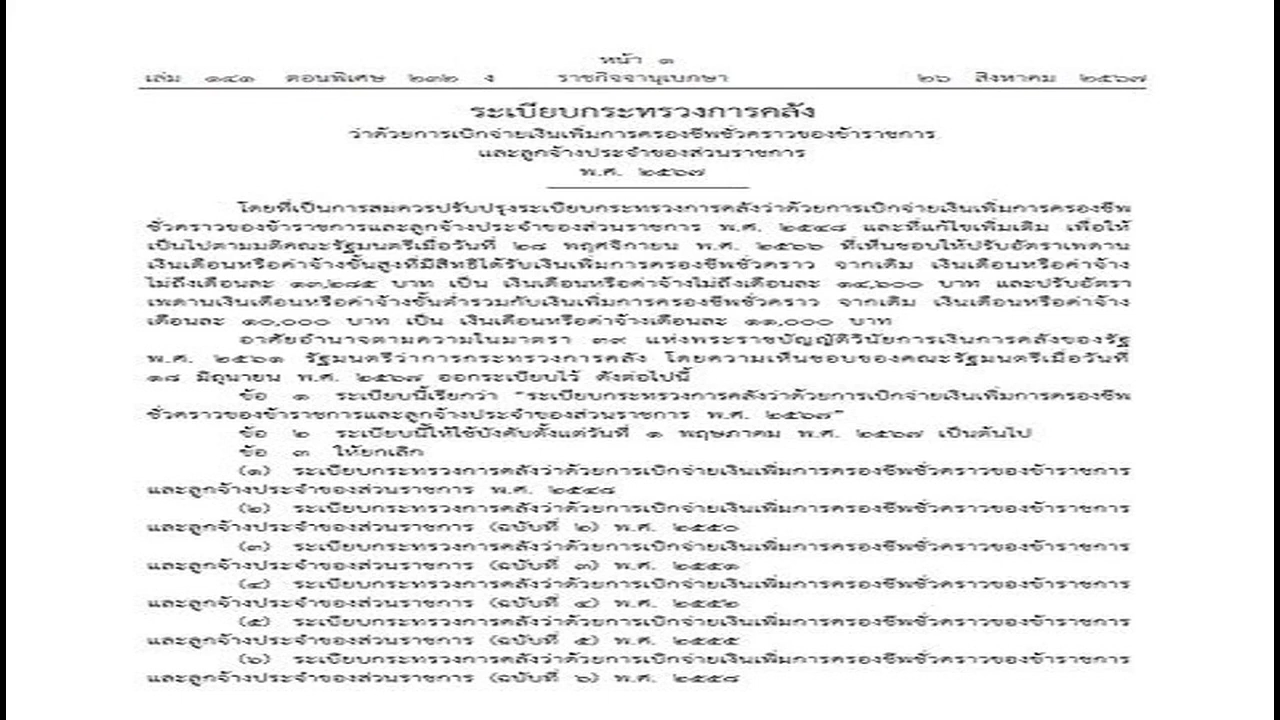 หน้า ๑
เล่ม ๑๔๑ ตอนพิเศษ ๒๓๒ ง ราชกิจจานุเบกษา ๒๖ สิงหาคม ๒๕๖๗
ระเบียบกระทรวงการคลัง
ว่าด้วยการเบิกจ่ายเงินเพิ่มการครองชีพชั่วคราวของข้าราชการ
และลูกจ้างประจำของส่วนราชการ
พ.ศ. ๒๕๖๗
โดยที่เป็นการสมควรปรับปรุงระเบียบกระทรวงการคลังว่าด้วยการเบิกจ่ายเงินเพิ่มการครองชีพ
ชั่วคราวของข้าราชการและลูกจ้างประจำของส่วนราชการ พ.ศ. ๒๕๔๘ และที่แก้ไขเพิ่มเติม เพื่อให้
เป็นไปตามมติคณะรัฐมนตรีเมื่อวันที่ ๒๘ พฤศจิกายน พ.ศ. ๒๕๖๖ ที่เห็นชอบให้ปรับอัตราเพดาน
เงินเดือนหรือค่าจ้างขั้นสูงที่มีสิทธิได้รับเงินเพิ่มการครองชีพชั่วคราว จากเดิม เงินเดือนหรือค่าจ้าง
ไม่ถึงเดือนละ ๑๓,๒๘๕ บาท เป็น เงินเดือนหรือค่าจ้างไม่ถึงเดือนละ ๑๔,๖๐๐ บาท และปรับอัตรา
เพดานเงินเดือนหรือค่าจ้างขั้นต่ำรวมกับเงินเพิ่มการครองชีพชั่วคราว จากเดิม เงินเดือนหรือค่าจ้าง
เดือนละ ๑๐,๐๐๐ บาท เป็น เงินเดือนหรือค่าจ้างเดือนละ ๑๑,๐๐๐ บาท
อาศัยอำนาจตามความในมาตรา ๓๙ แห่งพระราชบัญญัติวินัยการเงินการคลังของรัฐ
พ.ศ. ๒๕๖๑ รัฐมนตรีว่าการกระทรวงการคลัง โดยความเห็นชอบของคณะรัฐมนตรีเมื่อวันที่
๑๘ มิถุนายน พ.ศ. ๒๕๖๗ ออกระเบียบไว้ ดังต่อไปนี้
ข้อ ๑ ระเบียบนี้เรียกว่า “ระเบียบกระทรวงการคลังว่าด้วยการเบิกจ่ายเงินเพิ่มการครองชีพ
ชั่วคราวของข้าราชการและลูกจ้างประจำของส่วนราชการ พ.ศ. ๒๕๖๗”
ข้อ ๒ ระเบียบนี้ให้ใช้บังคับตั้งแต่วันที่ ๑ พฤษภาคม พ.ศ. ๒๕๖๗ เป็นต้นไป
ข้อ ๓ ให้ยกเลิก
(๑) ระเบียบกระทรวงการคลังว่าด้วยการเบิกจ่ายเงินเพิ่มการครองชีพชั่วคราวของข้าราชการ
และลูกจ้างประจำของส่วนราชการ พ.ศ. ๒๕๔๘
(๒) ระเบียบกระทรวงการคลังว่าด้วยการเบิกจ่ายเงินเพิ่มการครองชีพชั่วคราวของข้าราชการ
และลูกจ้างประจำของส่วนราชการ (ฉบับที่ ๒) พ.ศ. ๒๕๕๐
(๓) ระเบียบกระทรวงการคลังว่าด้วยการเบิกจ่ายเงินเพิ่มการครองชีพชั่วคราวของข้าราชการ
และลูกจ้างประจำของส่วนราชการ (ฉบับที่ ๓) พ.ศ. ๒๕๕๑
(๔) ระเบียบกระทรวงการคลังว่าด้วยการเบิกจ่ายเงินเพิ่มการครองชีพชั่วคราวของข้าราชการ
และลูกจ้างประจำของส่วนราชการ (ฉบับที่ ๔) พ.ศ. ๒๕๕๒
(๕) ระเบียบกระทรวงการคลังว่าด้วยการเบิกจ่ายเงินเพิ่มการครองชีพชั่วคราวของข้าราชการ
และลูกจ้างประจำของส่วนราชการ (ฉบับที่ ๕) พ.ศ. ๒๕๕๕
(๖) ระเบียบกระทรวงการคลังว่าด้วยการเบิกจ่ายเงินเพิ่มการครองชีพชั่วคราวของข้าราชการ
และลูกจ้างประจำของส่วนราชการ (ฉบับที่ ๖) พ.ศ. ๒๕๕๘